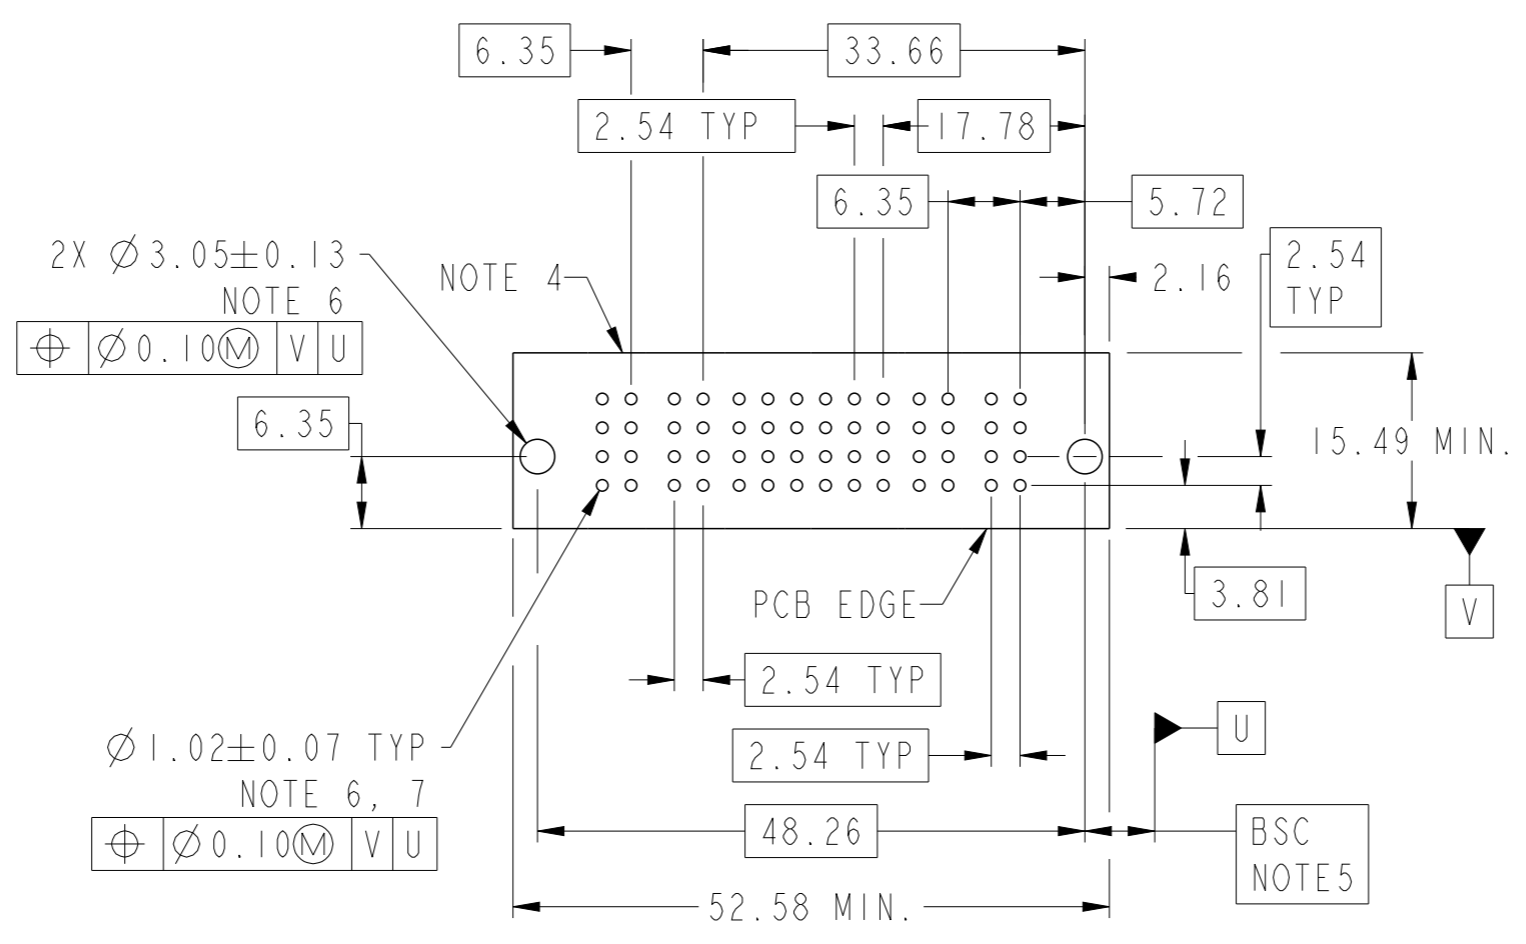 6.35
33.66
2.54 TYP
17.78
6.35
5.72
2X ⌀3.05±0.13
NOTE 6
⌖ ⌀0.10Ⓜ V U
NOTE 4
2.16
2.54
TYP
6.35
15.49 MIN.
3.81
V
PCB EDGE
2.54 TYP
U
⌀1.02±0.07 TYP
NOTE 6, 7
⌖ ⌀0.10Ⓜ V U
2.54 TYP
48.26
BSC
NOTE5
52.58 MIN.